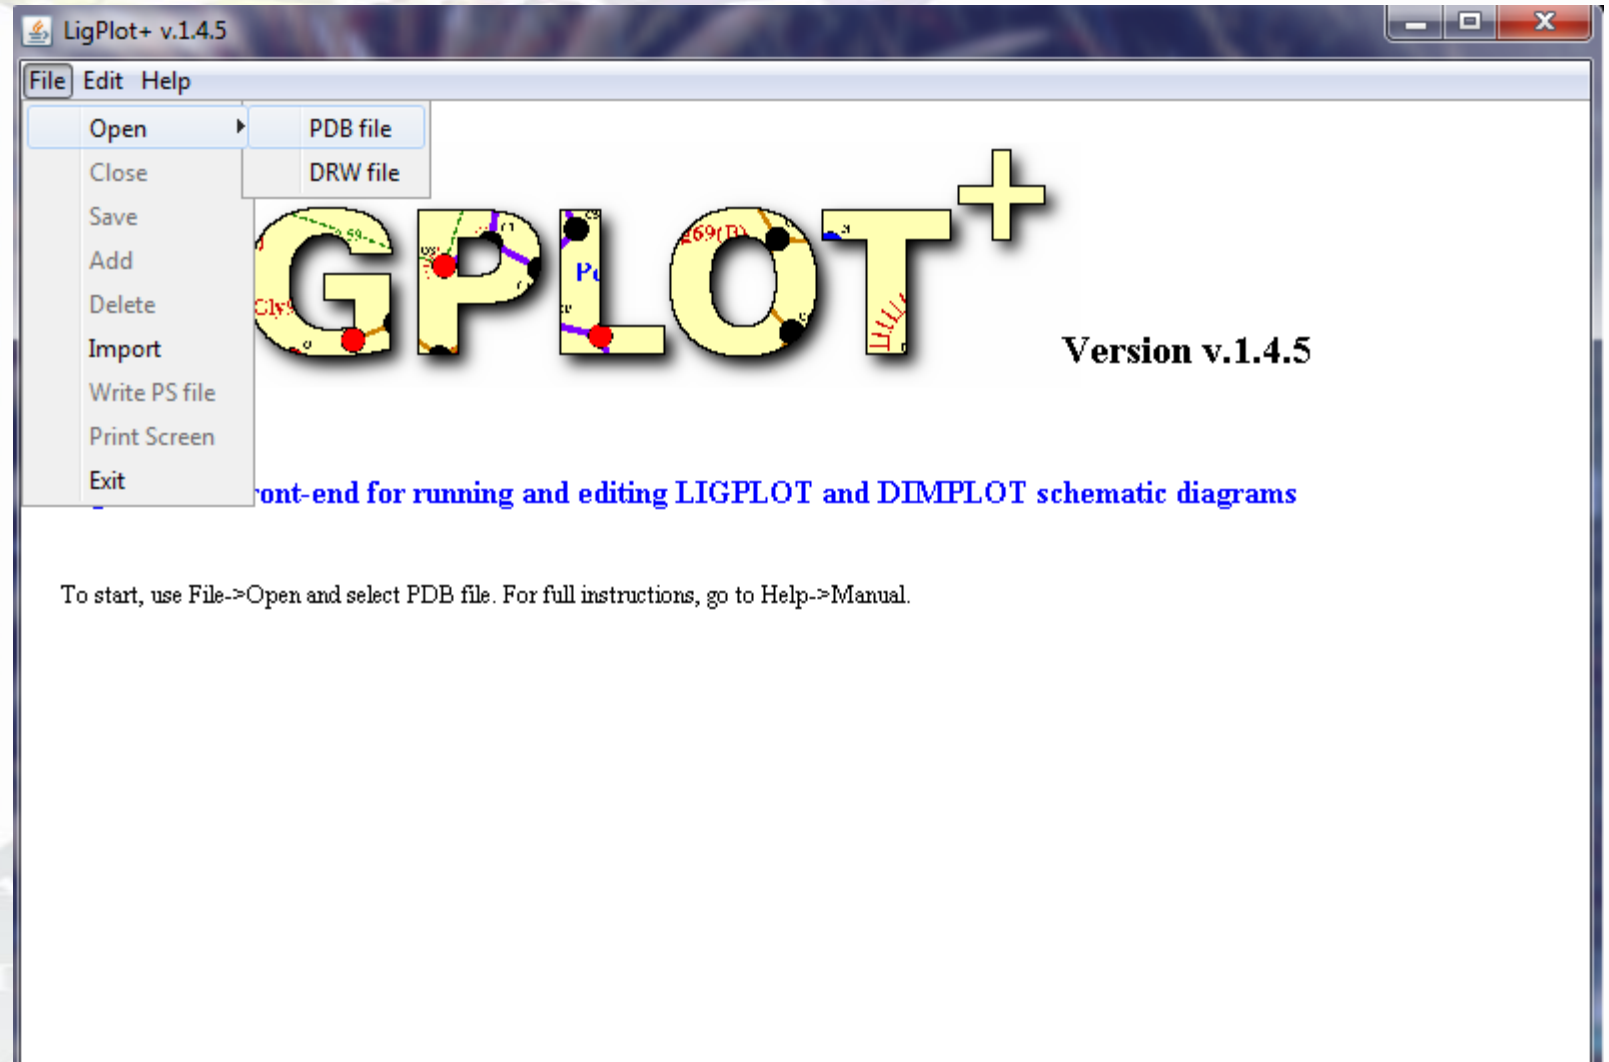 LigPlot+ v.1.4.5
File Edit Help
Open
PDB file
Close
DRW file
Save
Add
Delete
Import
Write PS file
Print Screen
Exit
GPLOT+
Version v.1.4.5
ont-end for running and editing LIGPLOT and DIMPLOT schematic diagrams
To start, use File->Open and select PDB file. For full instructions, go to Help->Manual.